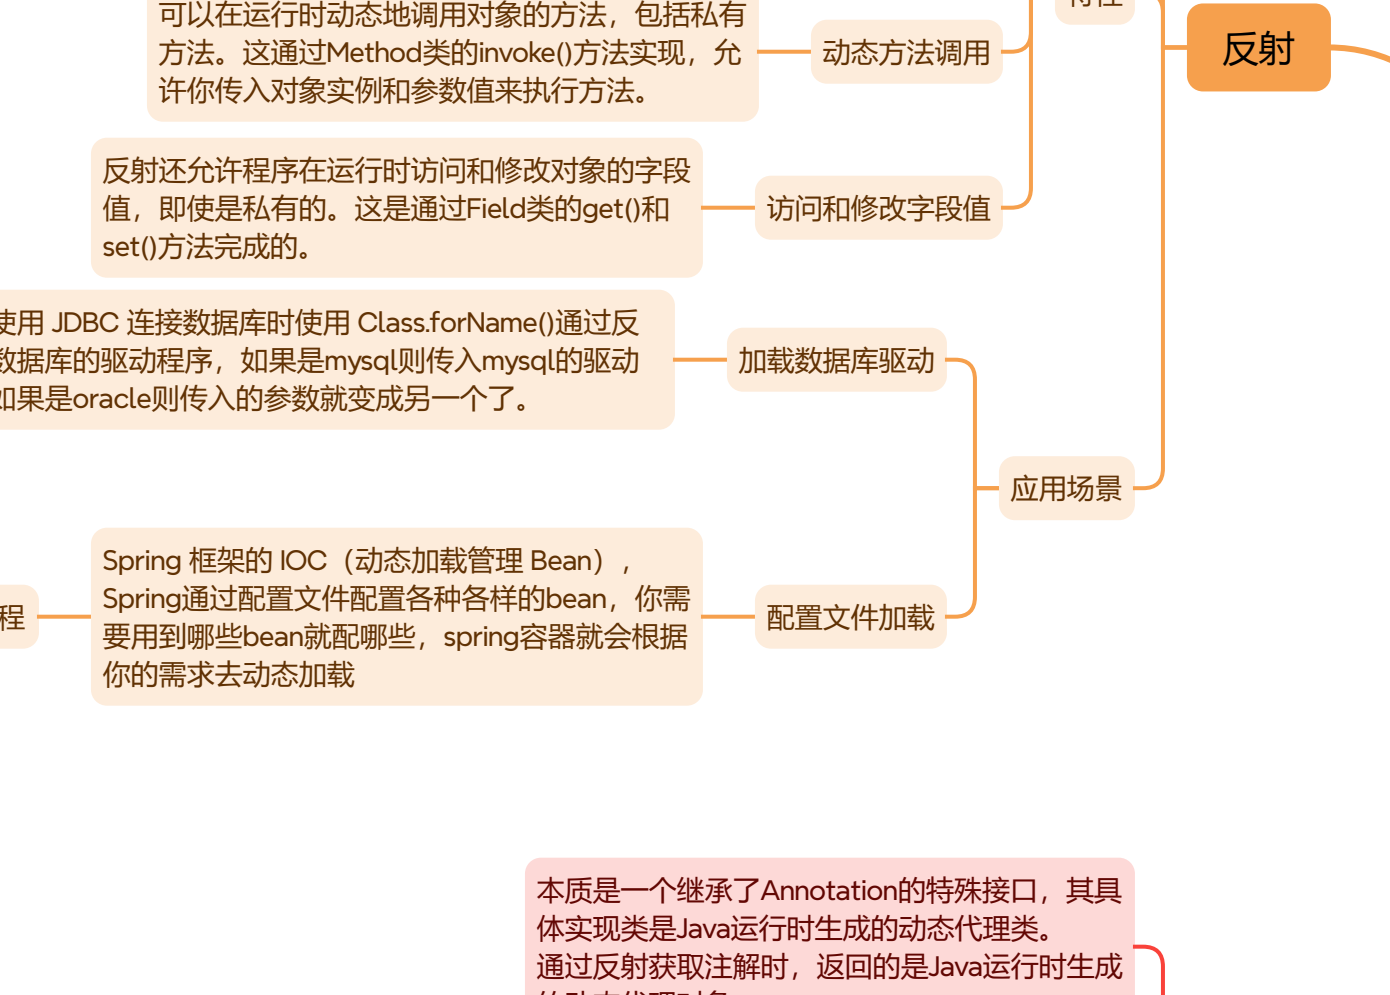 可以在运行时动态地调用对象的方法，包括私有
方法。这通过Method类的invoke()方法实现，允
许你传入对象实例和参数值来执行方法。
动态方法调用
特性
反射
反射还允许程序在运行时访问和修改对象的字段
值，即使是私有的。这是通过Field类的get()和
set()方法完成的。
访问和修改字段值
使用 JDBC 连接数据库时使用 Class.forName()通过反
数据库的驱动程序，如果是mysql则传入mysql的驱动
如果是oracle则传入的参数就变成另一个了。
加载数据库驱动
应用场景
程
Spring 框架的 IOC（动态加载管理 Bean），
Spring通过配置文件配置各种各样的bean，你需
要用到哪些bean就配哪些，spring容器就会根据
你的需求去动态加载
配置文件加载
本质是一个继承了Annotation的特殊接口，其具
体实现类是Java运行时生成的动态代理类。
通过反射获取注解时，返回的是Java运行时生成